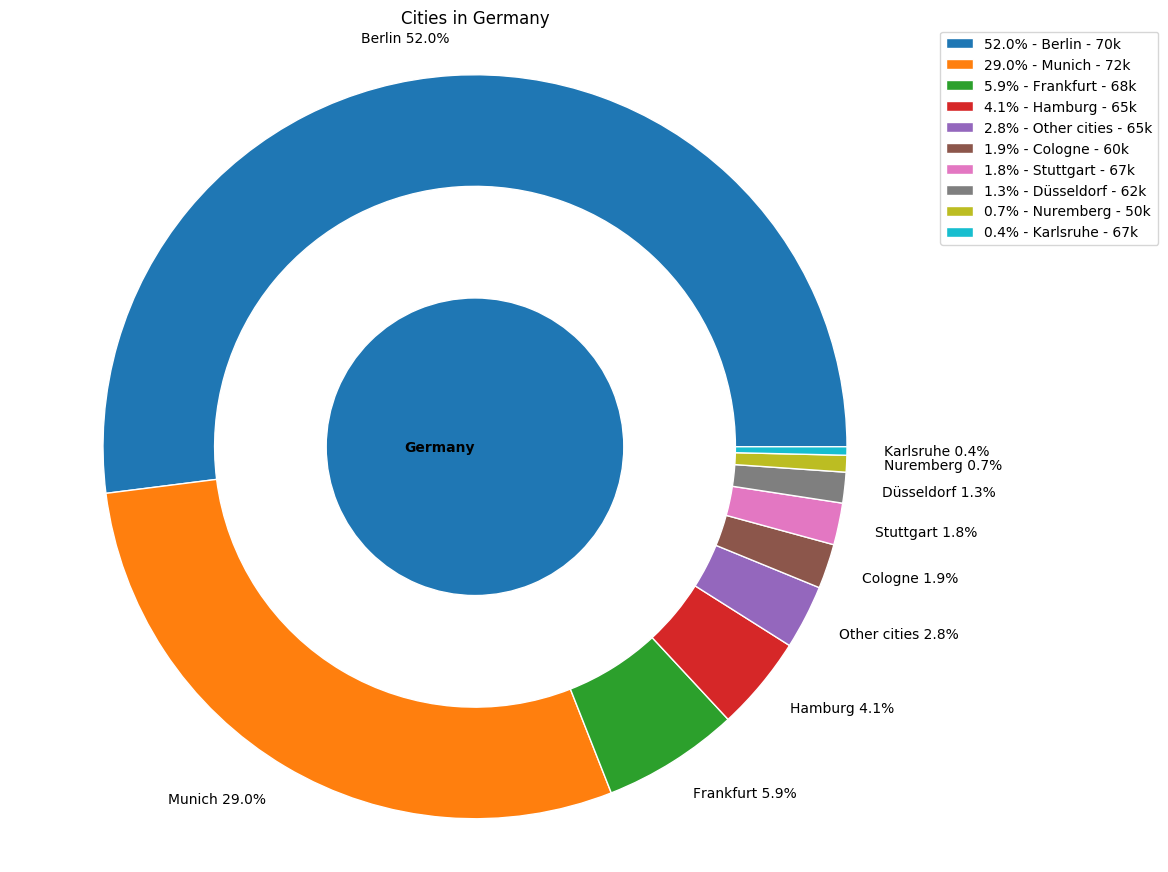 Cities in Germany
Berlin 52.0%
52.0% - Berlin - 70k
29.0% - Munich - 72k
5.9% - Frankfurt - 68k
4.1% - Hamburg - 65k
2.8% - Other cities - 65k
1.9% - Cologne - 60k
1.8% - Stuttgart - 67k
1.3% - Düsseldorf - 62k
0.7% - Nuremberg - 50k
0.4% - Karlsruhe - 67k
Germany
Karlsruhe 0.4%
Nuremberg 0.7%
Düsseldorf 1.3%
Stuttgart 1.8%
Cologne 1.9%
Other cities 2.8%
Hamburg 4.1%
Frankfurt 5.9%
Munich 29.0%